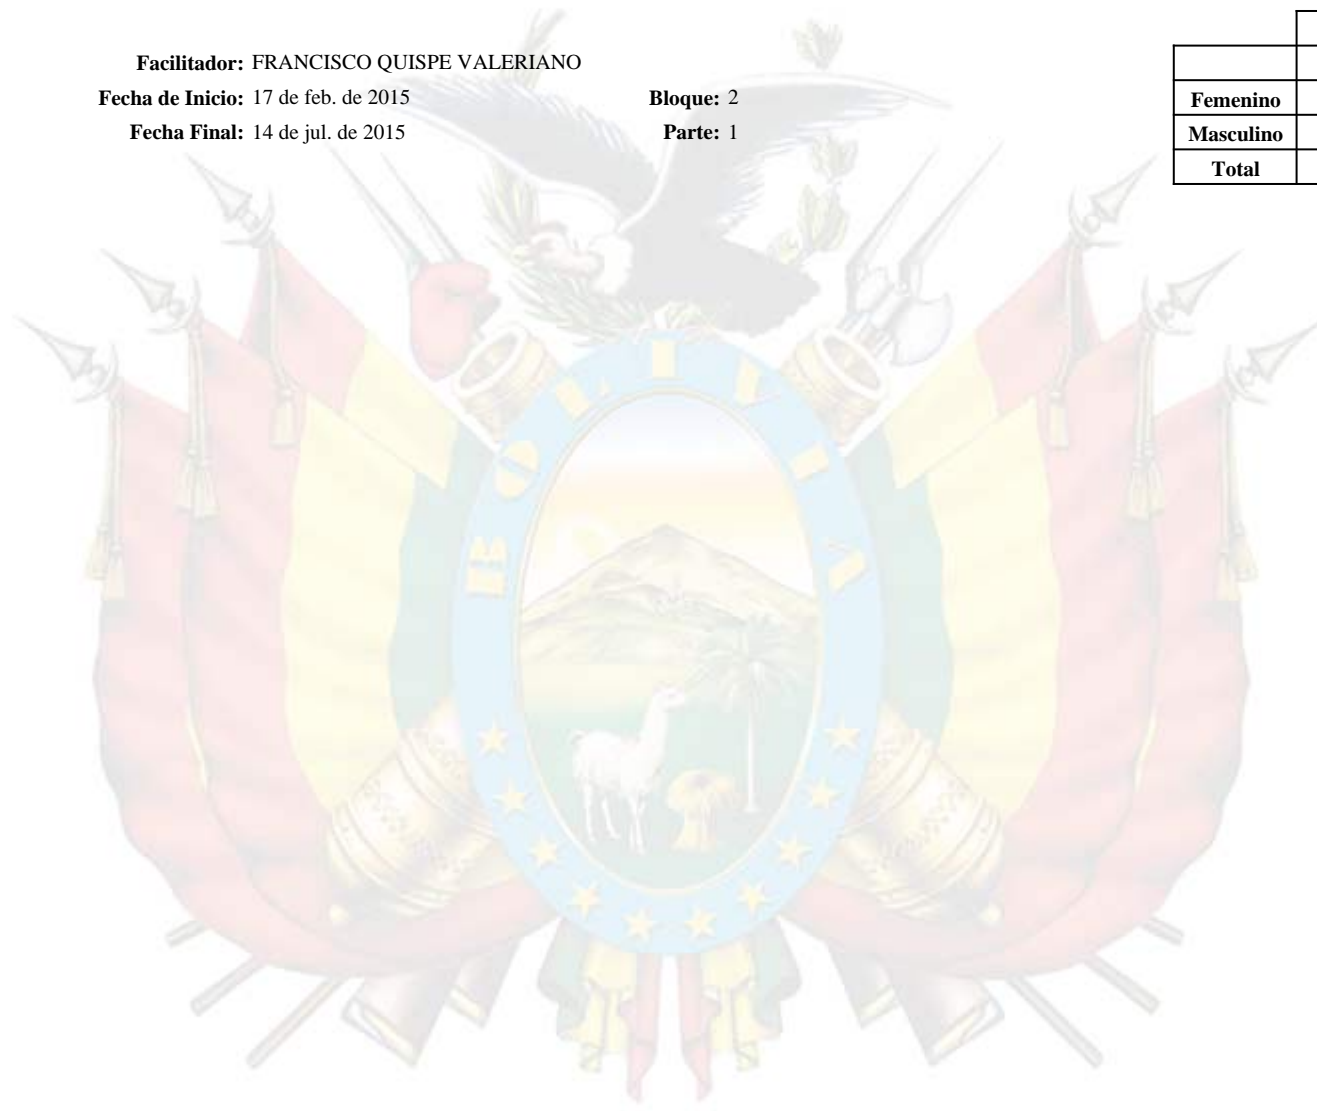 Facilitador: FRANCISCO QUISPE VALERIANO
Fecha de Inicio: 17 de feb. de 2015 Bloque: 2
Fecha Final: 14 de jul. de 2015 Parte: 1
Femenino
Masculino
Total
BOLIVIA